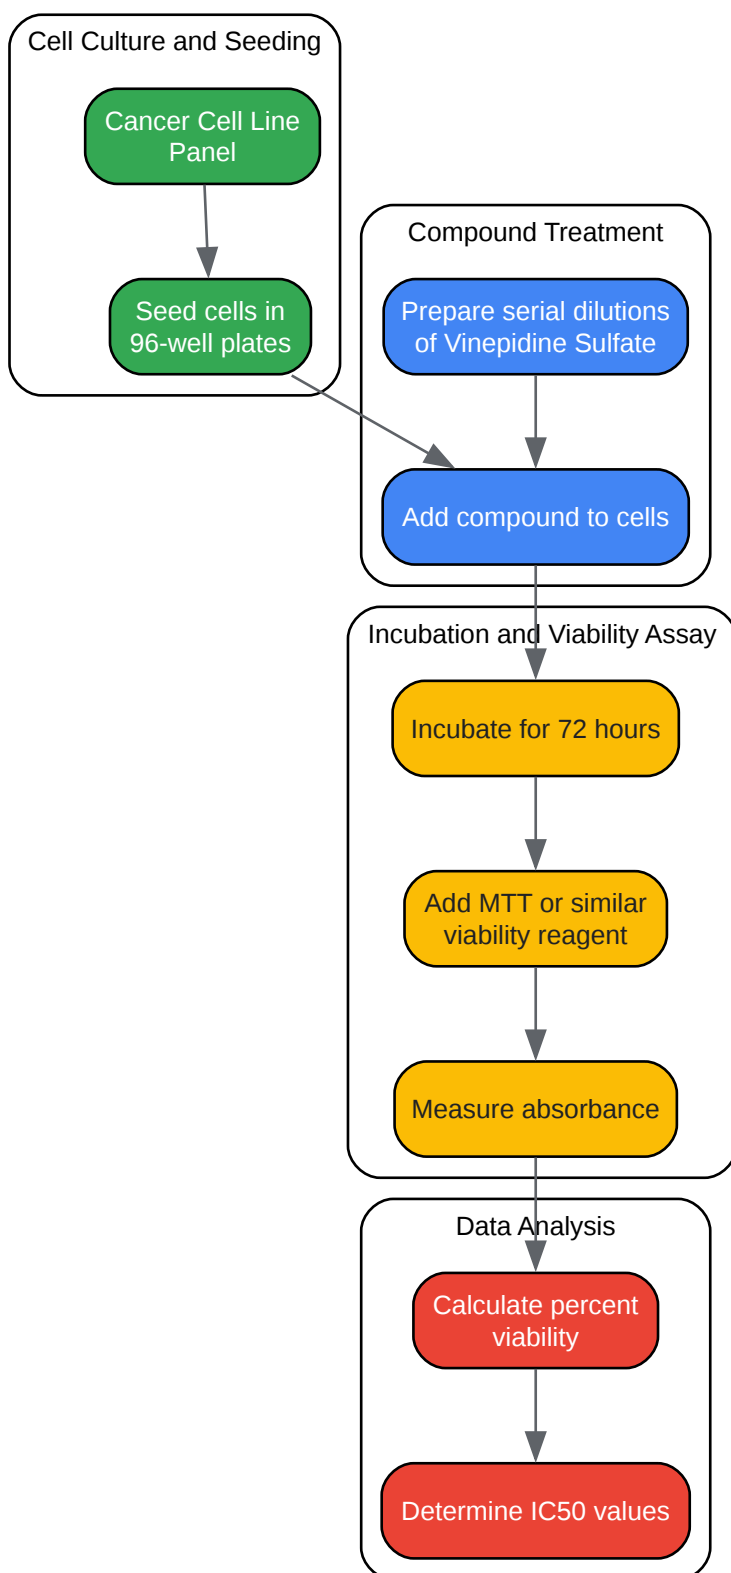 Cell Culture and Seeding
Cancer Cell Line
Panel
Seed cells in
96-well plates
Compound Treatment
Prepare serial dilutions
of Vinepidine Sulfate
Add compound to cells
Incubation and Viability Assay
Incubate for 72 hours
Add MTT or similar
viability reagent
Measure absorbance
Data Analysis
Calculate percent
viability
Determine IC50 values